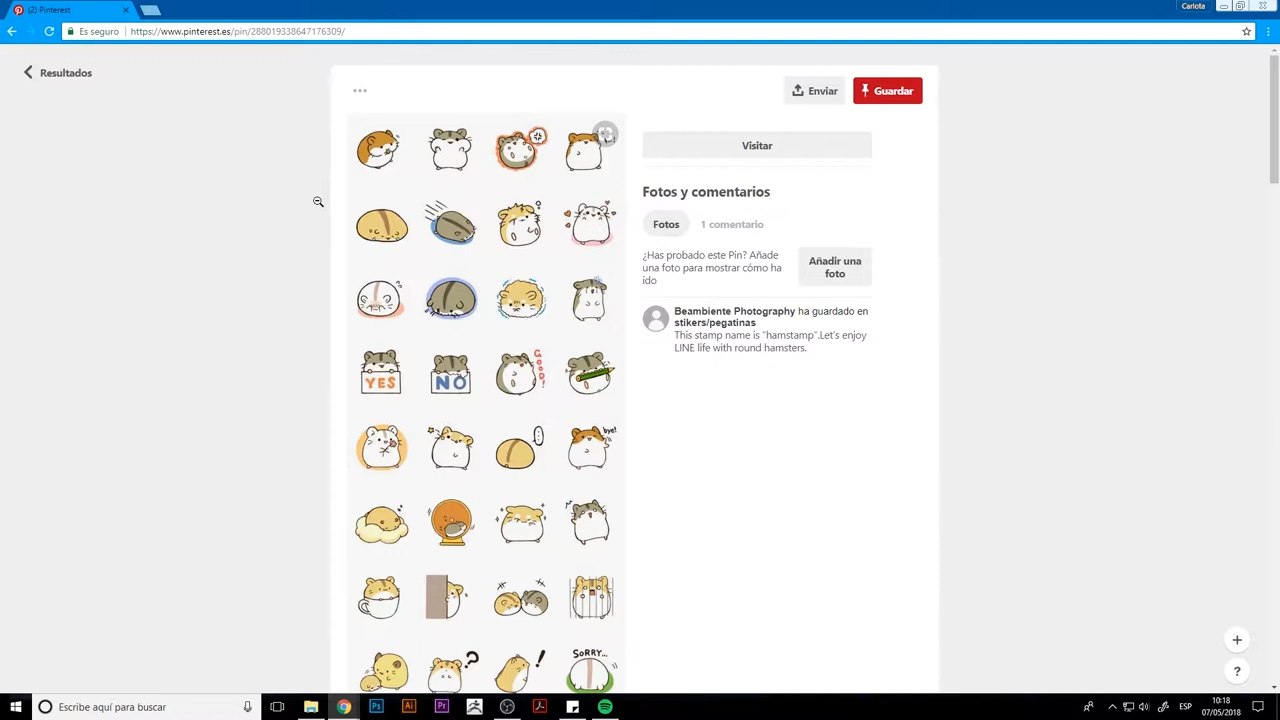 (2) Pinterest
Carlota
Es seguro
https://www.pinterest.es/pin/288019338647176309/
Resultados
Enviar
Guardar
Visitar
Fotos y comentarios
Fotos
1 comentario
¿Has probado este Pin? Añade
una foto para mostrar cómo ha
ido
Añadir una
foto
Beambiente Photography ha guardado en
stikers/pegatinas
This stamp name is "hamstamp".Let's enjoy
LINE life with round hamsters.
YES
NO
GOOD!
bye!
?
!
SORRY...
+
?
Escribe aquí para buscar
Ps
Ai
Pr
ESP
10:18
07/05/2018